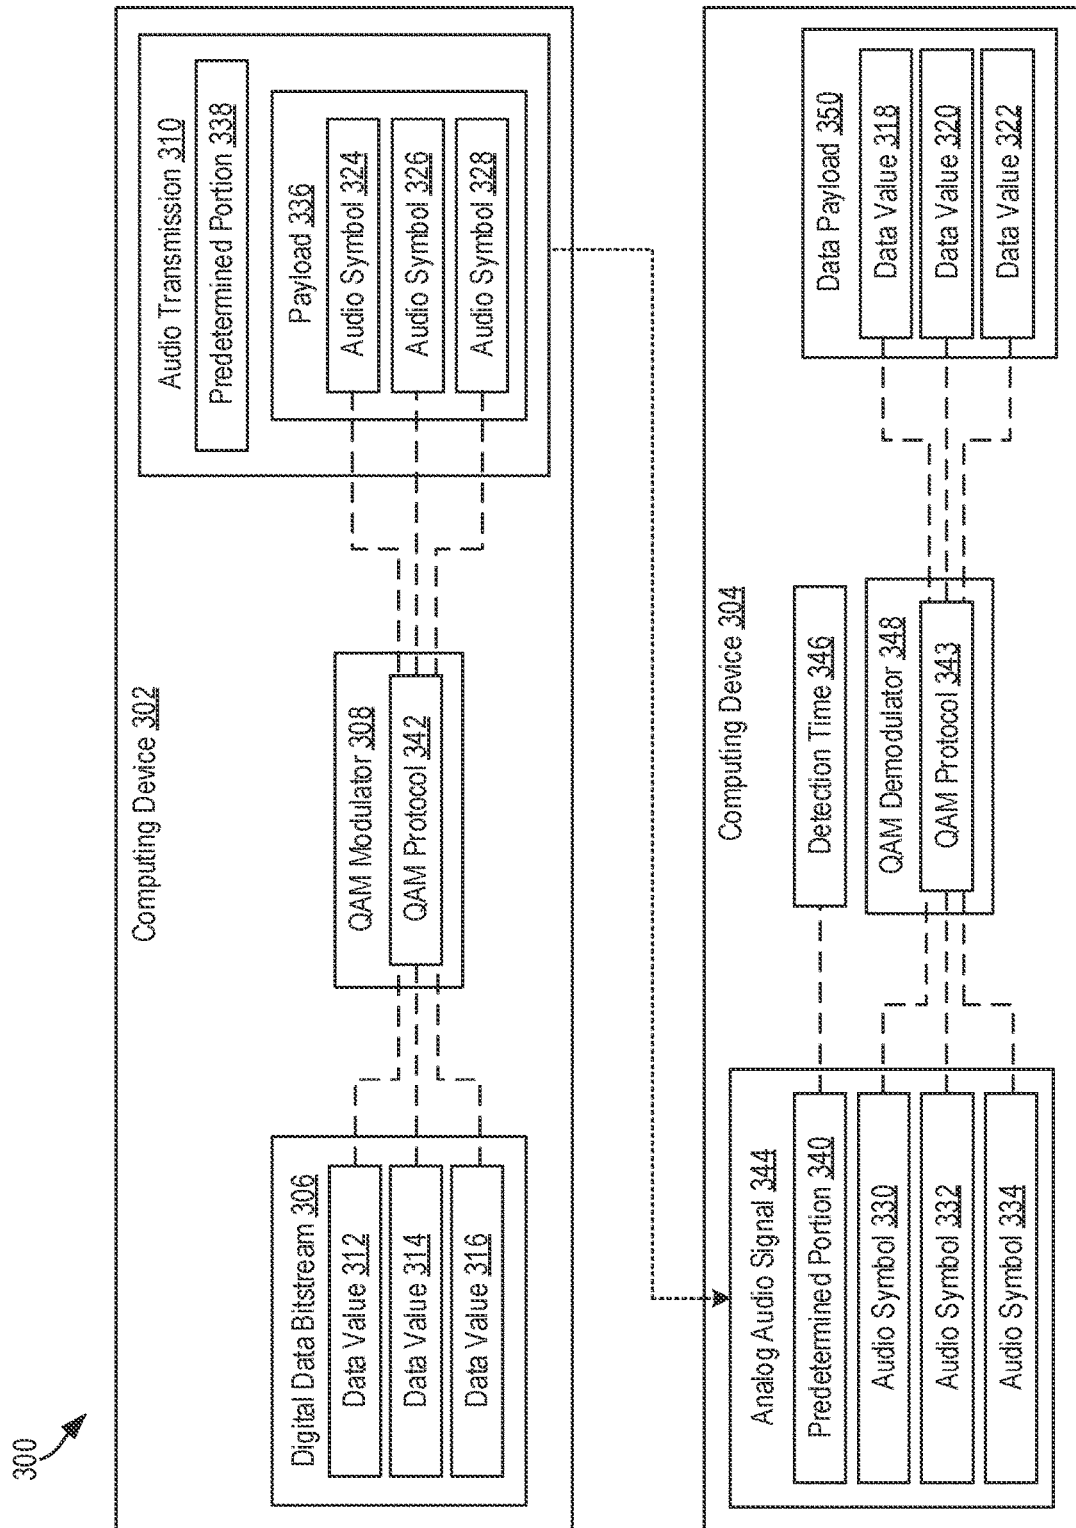 300
Computing Device 302
Digital Data Bitstream 306
Data Value 312
Data Value 314
Data Value 316
QAM Modulator 308
QAM Protocol 342
Audio Transmission 310
Predetermined Portion 338
Payload 336
Audio Symbol 324
Audio Symbol 326
Audio Symbol 328
Computing Device 304
Analog Audio Signal 344
Predetermined Portion 340
Audio Symbol 330
Audio Symbol 332
Audio Symbol 334
Detection Time 346
QAM Demodulator 348
QAM Protocol 343
Data Payload 350
Data Value 318
Data Value 320
Data Value 322